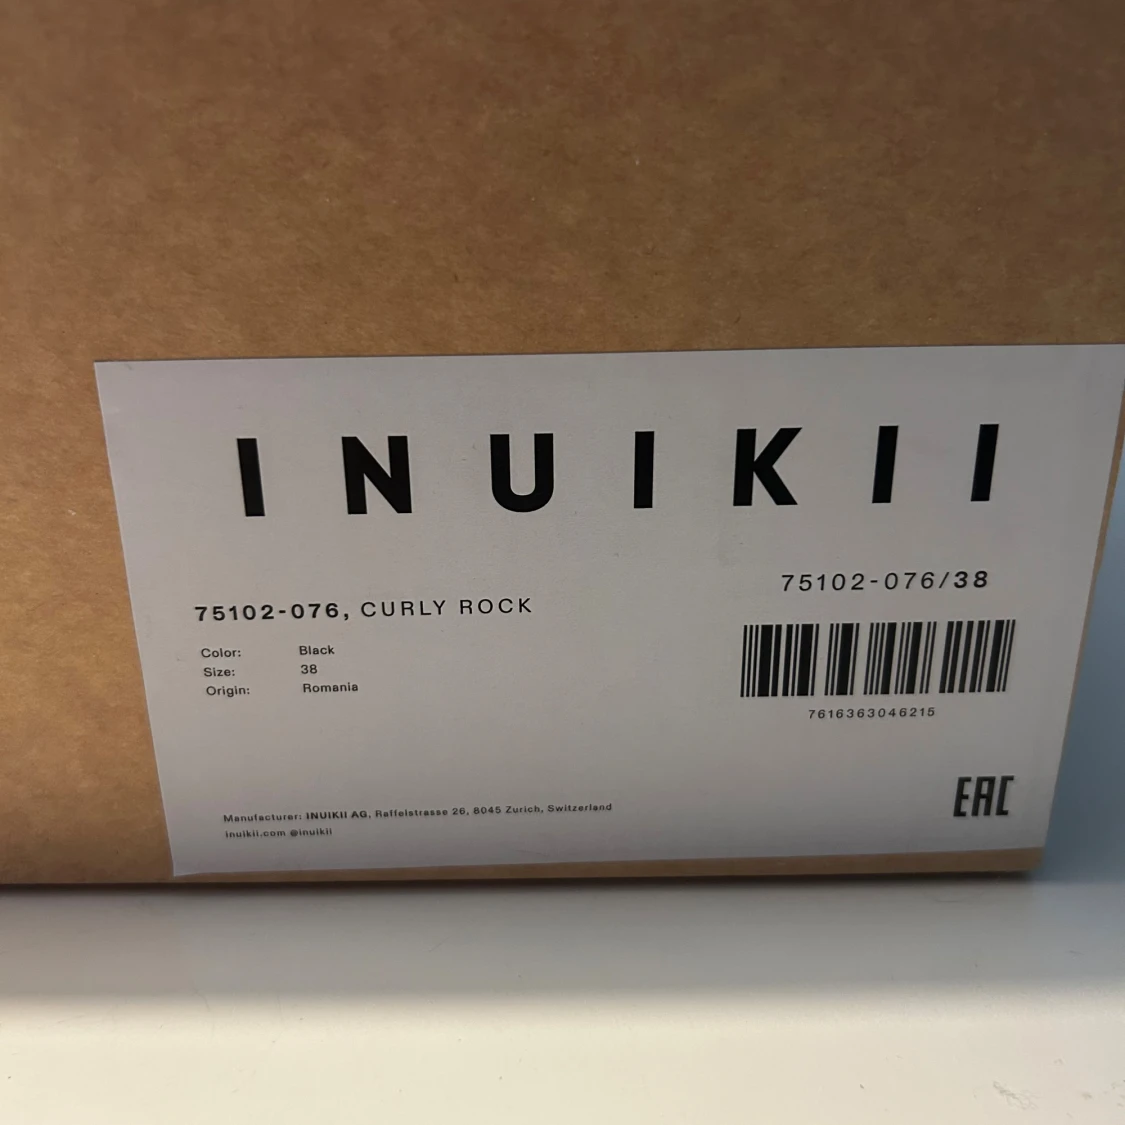 INUIKII
75102-076, CURLY ROCK
Color: Black
Size: 38
Origin: Romania
75102-076/38
7616363046215
Manufacturer: INUIKII AG, Raffelstrasse 26, 8045 Zurich, Switzerland
inuikii.com @inuikii
EAC